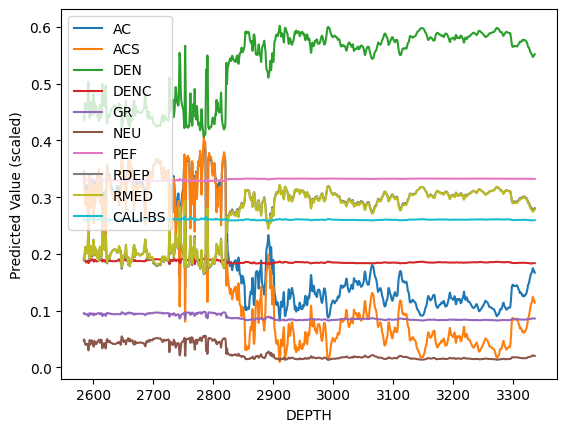 0.6
0.5
0.4
0.3
0.2
0.1
0.0
Predicted Value (scaled)
AC
ACS
DEN
DENC
GR
NEU
PEF
RDEP
RMED
CALI-BS
2600 2700 2800 2900 3000 3100 3200 3300
DEPTH